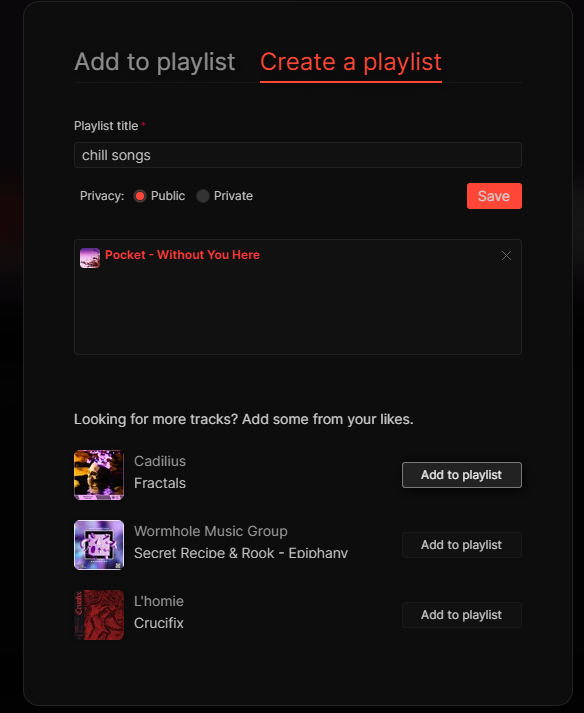 Add to playlist Create a playlist
Playlist title *
chill songs
Privacy: Public Private Save
Pocket - Without You Here
Looking for more tracks? Add some from your likes.
Cadilius
Fractals
Add to playlist
Wormhole Music Group
Secret Recipe & Rook - Epiphany
Add to playlist
L'homie
Crucifix
Add to playlist